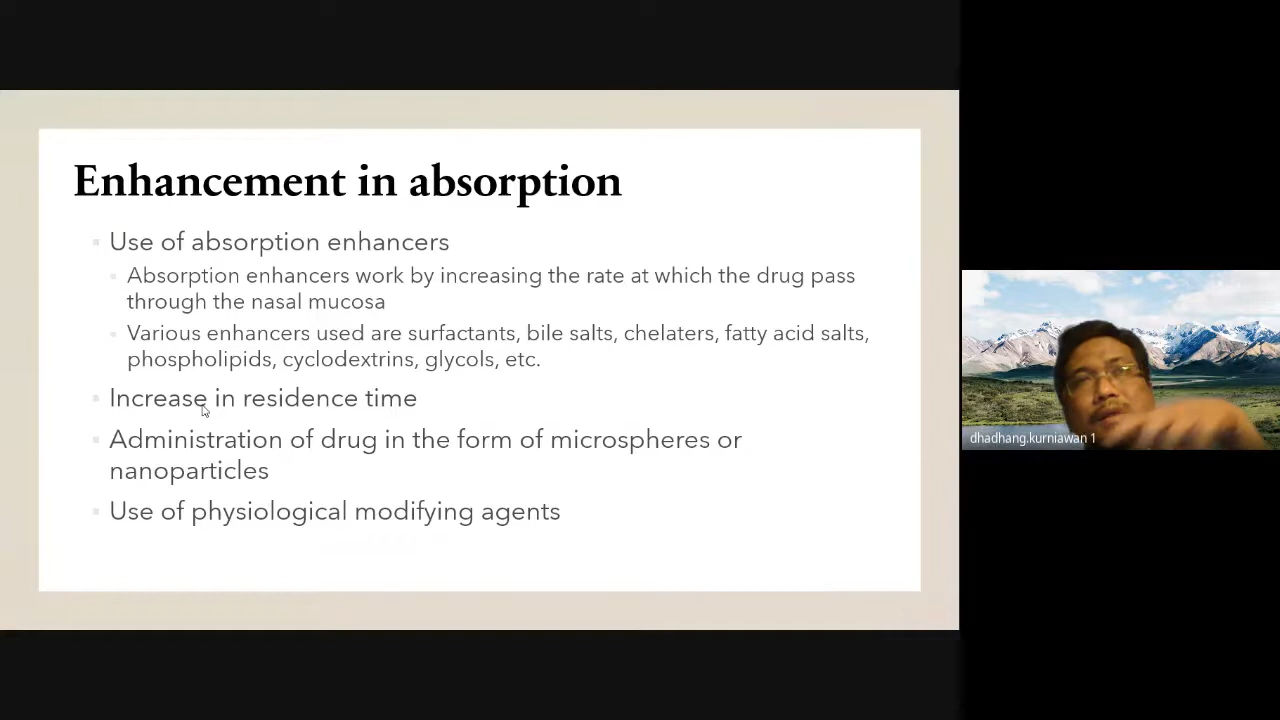 Enhancement in absorption
Use of absorption enhancers
Absorption enhancers work by increasing the rate at which the drug pass
through the nasal mucosa
Various enhancers used are surfactants, bile salts, chelaters, fatty acid salts,
phospholipids, cyclodextrins, glycols, etc.
Increase in residence time
Administration of drug in the form of microspheres or
nanoparticles
Use of physiological modifying agents
dhadhang.kurniawan 1